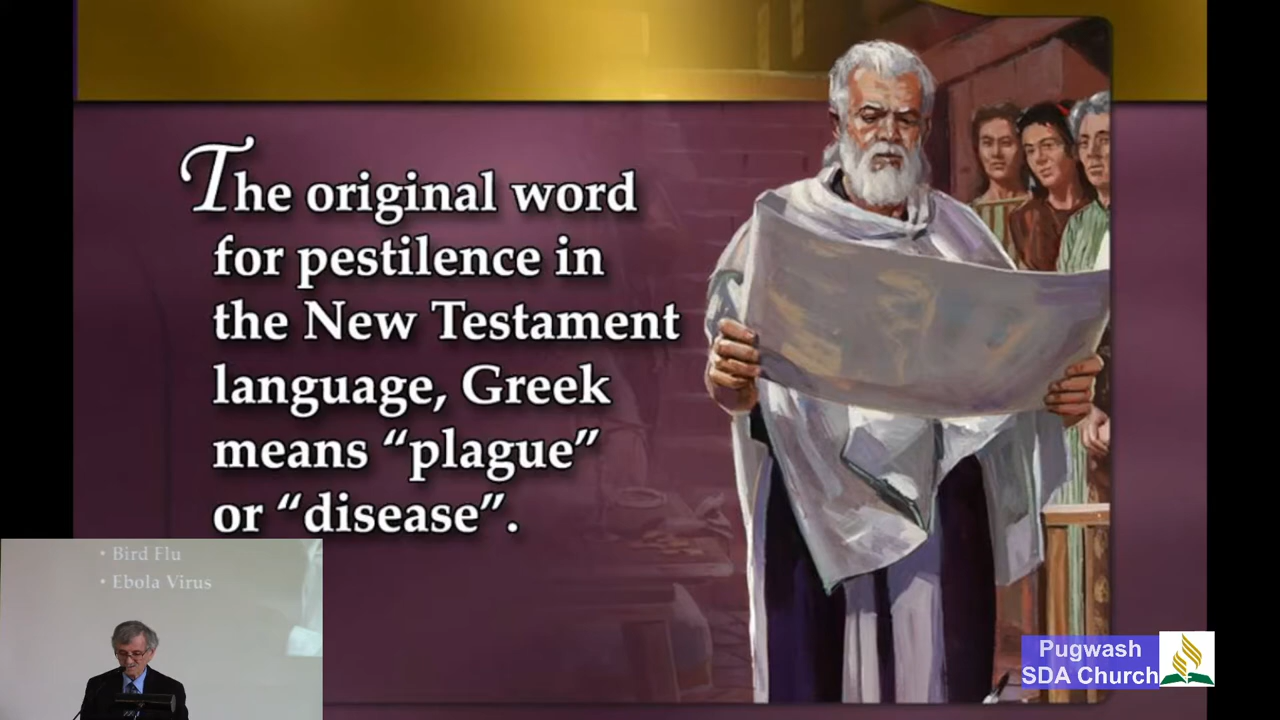 The original word
for pestilence in
the New Testament
language, Greek
means “plague”
or “disease”.
• Bird Flu
• Ebola Virus
Pugwash
SDA Church